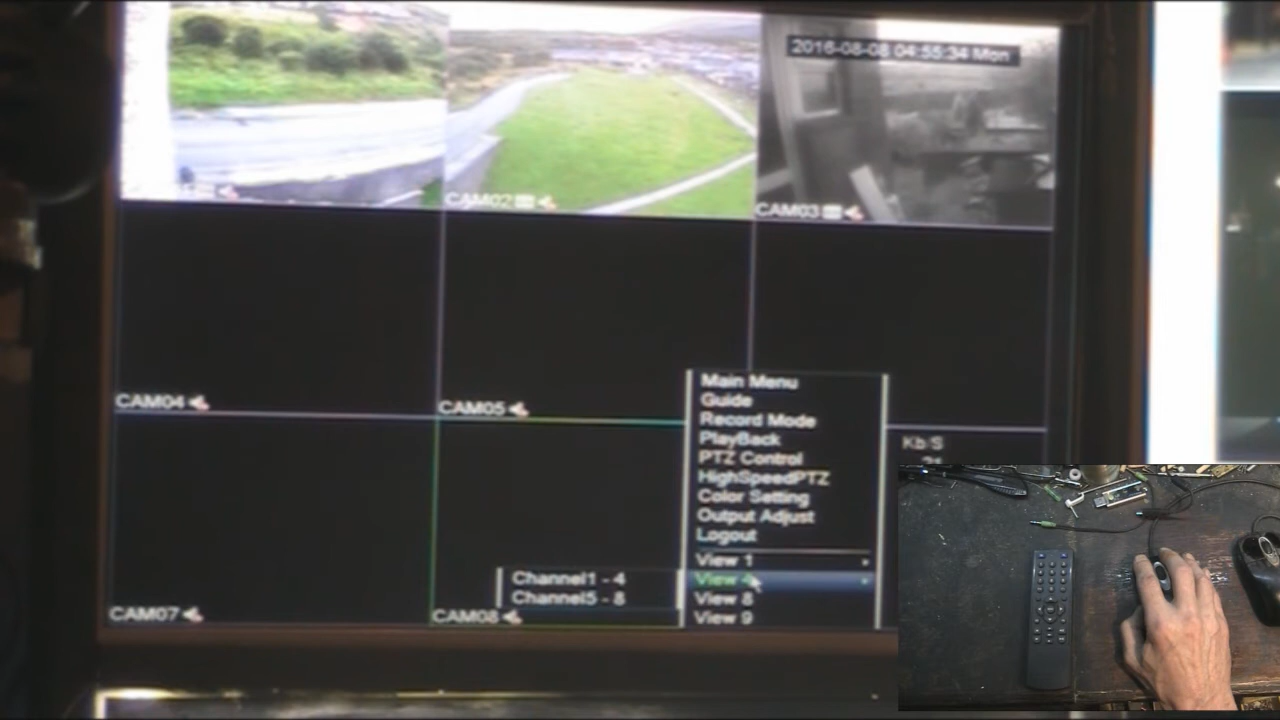 2016-08-08 04:55:34 Mon
CAM02
CAM03
CAM04
CAM05
Main Menu
Guide
Record Mode
PlayBack
PTZ Control
HighSpeedPTZ
Color Setting
Output Adjust
Logout
View 1
View 4
View 8
View 9
Channel1 - 4
Channel5 - 8
Kb/S
CAM07
CAM08